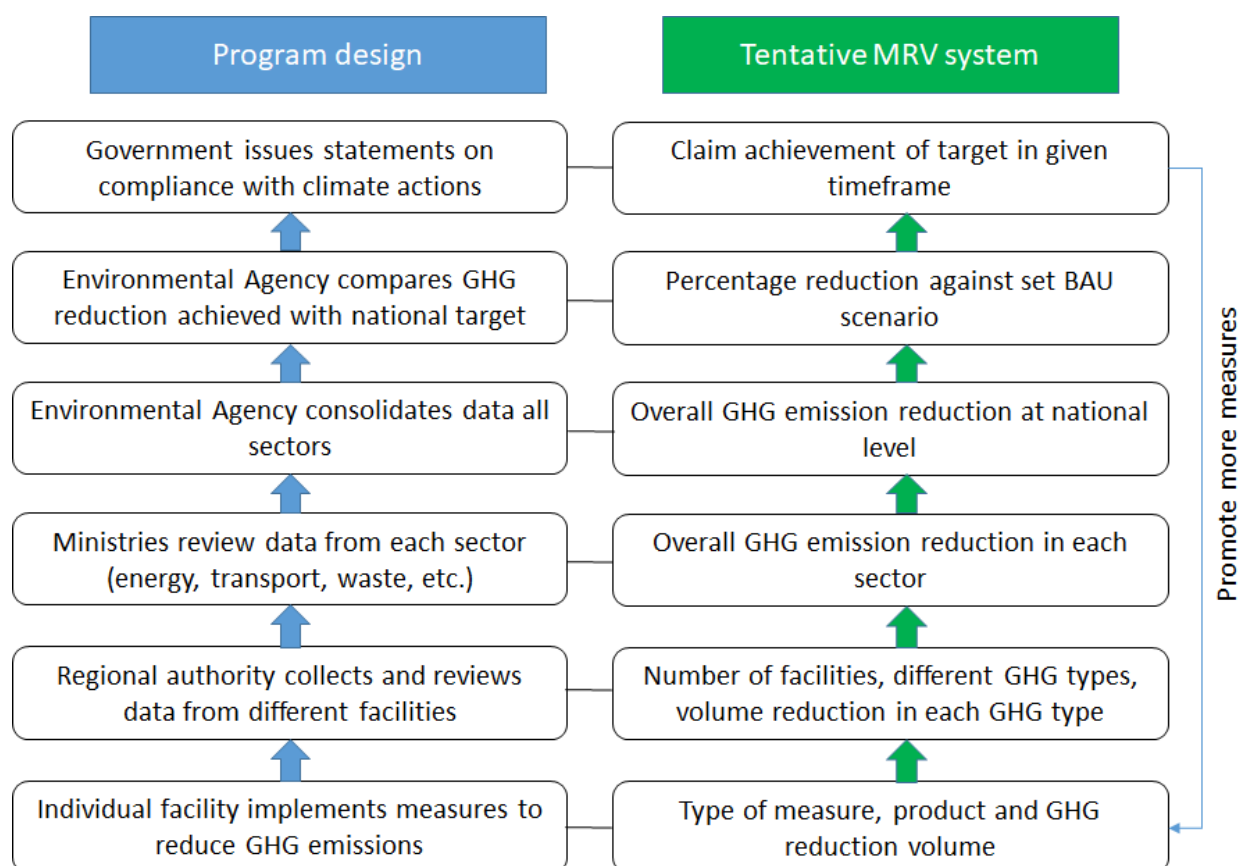 Program design
Tentative MRV system
Government issues statements on
compliance with climate actions
Claim achievement of target in given
timeframe
Environmental Agency compares GHG
reduction achieved with national target
Percentage reduction against set BAU
scenario
Environmental Agency consolidates data all
sectors
Overall GHG emission reduction at national
level
Ministries review data from each sector
(energy, transport, waste, etc.)
Overall GHG emission reduction in each
sector
Regional authority collects and reviews
data from different facilities
Number of facilities, different GHG types,
volume reduction in each GHG type
Individual facility implements measures to
reduce GHG emissions
Type of measure, product and GHG
reduction volume
Promote more measures